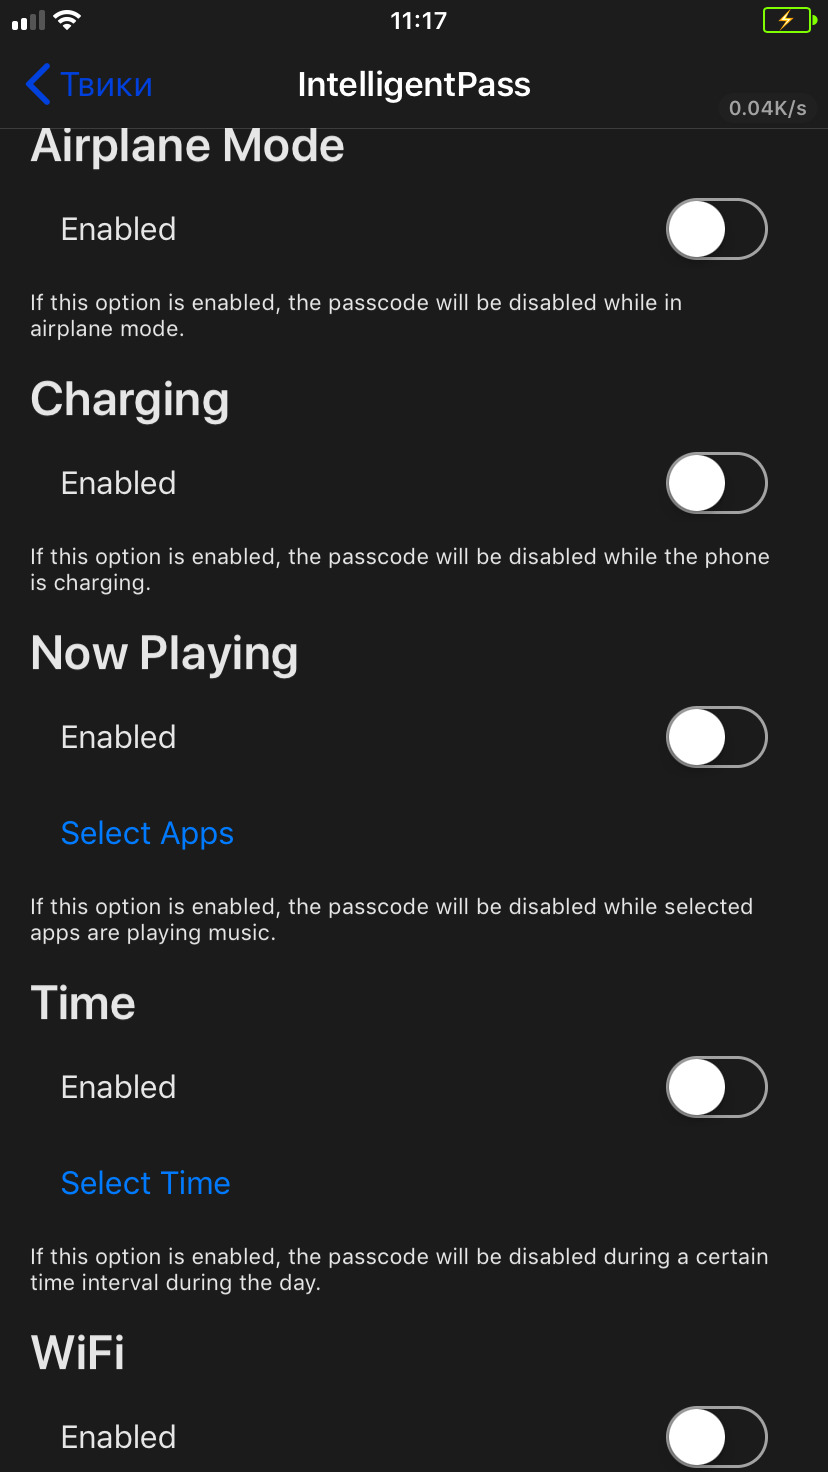 11:17
Твики
IntelligentPass
0.04K/s
Airplane Mode
Enabled
If this option is enabled, the passcode will be disabled while in
airplane mode.
Charging
Enabled
If this option is enabled, the passcode will be disabled while the phone
is charging.
Now Playing
Enabled
Select Apps
If this option is enabled, the passcode will be disabled while selected
apps are playing music.
Time
Enabled
Select Time
If this option is enabled, the passcode will be disabled during a certain
time interval during the day.
WiFi
Enabled